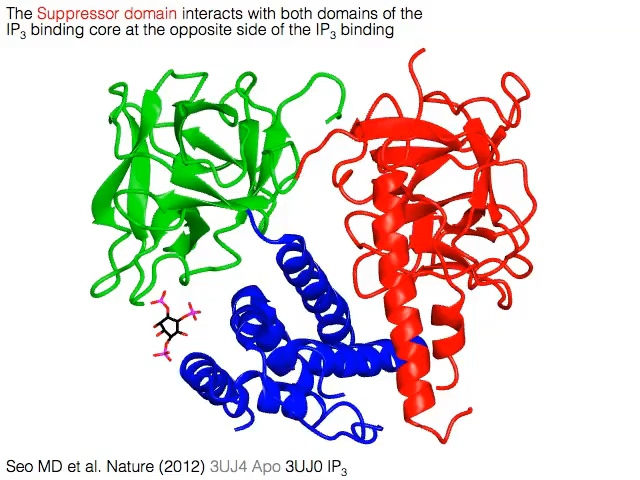 The Suppressor domain interacts with both domains of the
IP₃ binding core at the opposite side of the IP₃ binding
Seo MD et al. Nature (2012) 3UJ4 Apo 3UJ0 IP₃